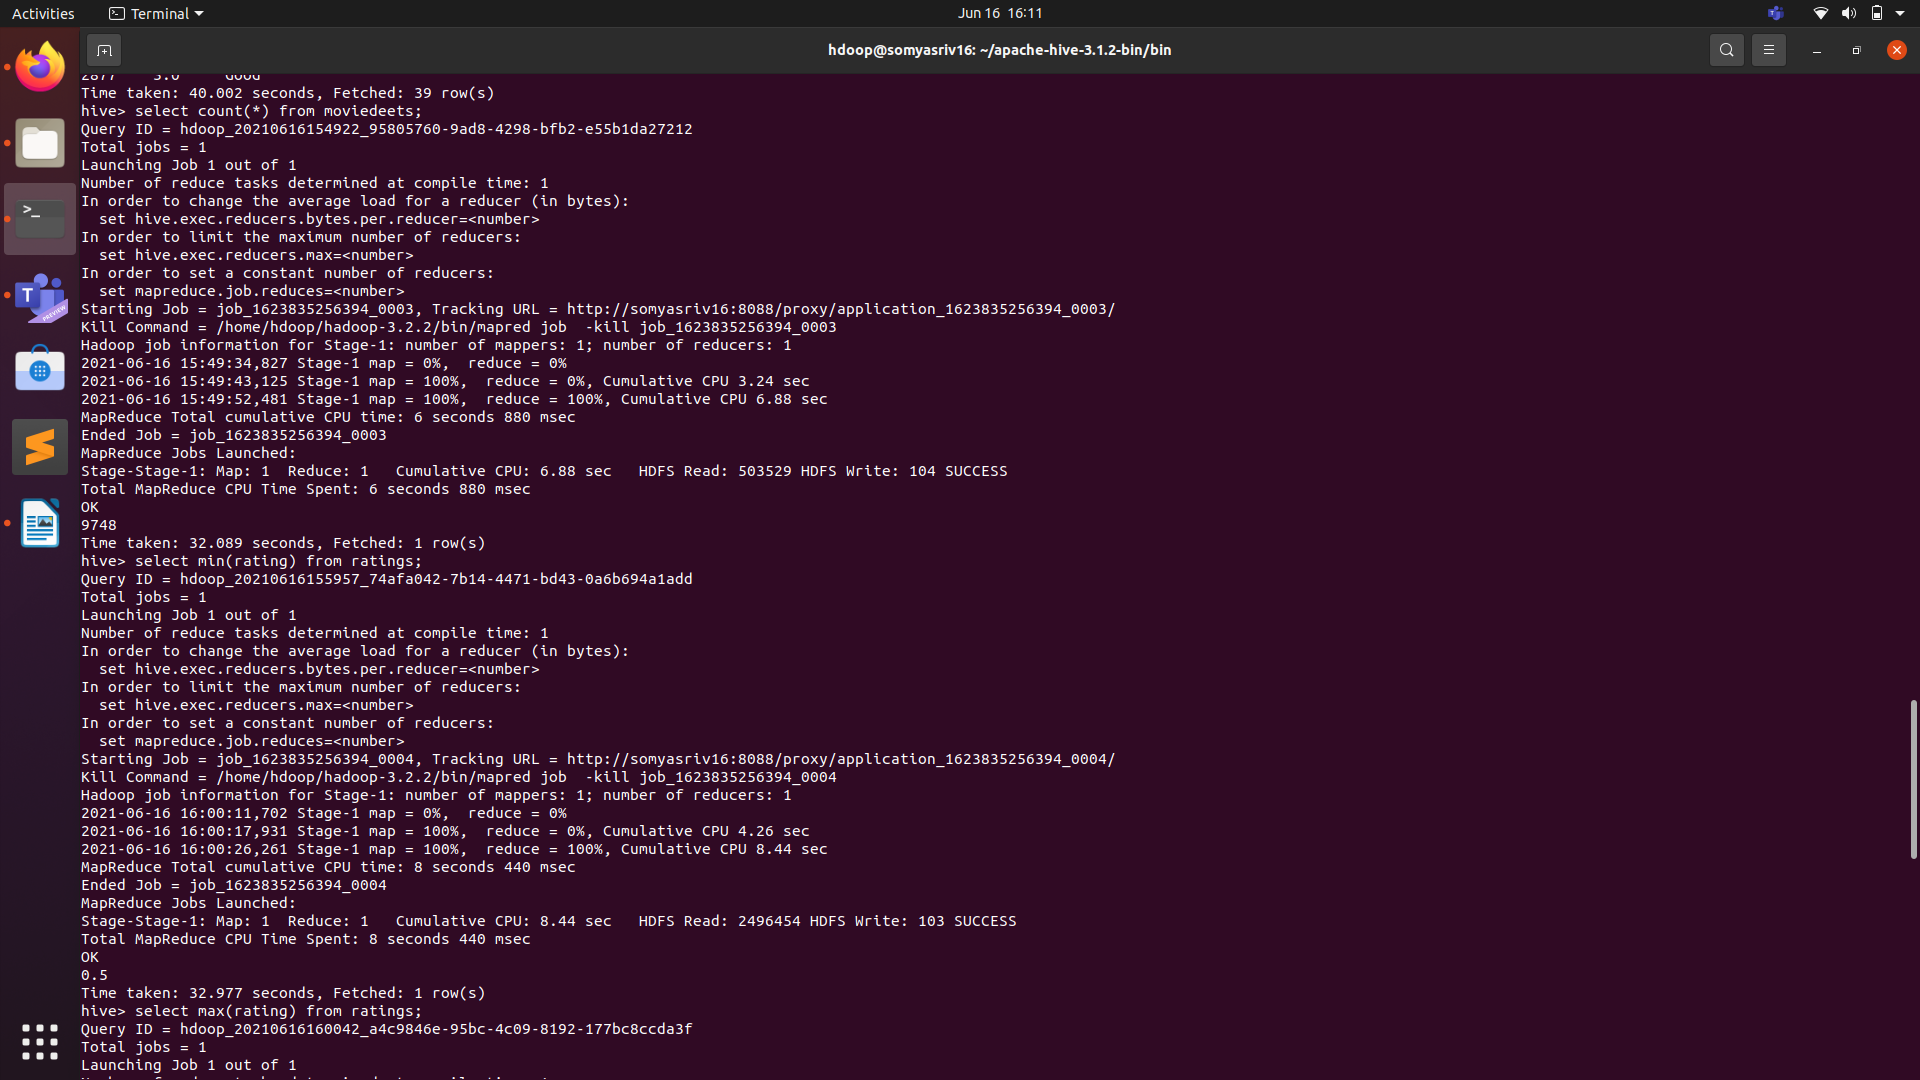 Activities
Terminal
Jun 16 16:11
hdoop@somyasriv16: ~/apache-hive-3.1.2-bin/bin
2877 3.0 Good
Time taken: 40.002 seconds, Fetched: 39 row(s)
hive> select count(*) from moviedeets;
Query ID = hdoop_20210616154922_95805760-9ad8-4298-bfb2-e55b1da27212
Total jobs = 1
Launching Job 1 out of 1
Number of reduce tasks determined at compile time: 1
In order to change the average load for a reducer (in bytes):
  set hive.exec.reducers.bytes.per.reducer=<number>
In order to limit the maximum number of reducers:
  set hive.exec.reducers.max=<number>
In order to set a constant number of reducers:
  set mapreduce.job.reduces=<number>
Starting Job = job_1623835256394_0003, Tracking URL = http://somyasriv16:8088/proxy/application_1623835256394_0003/
Kill Command = /home/hdoop/hadoop-3.2.2/bin/mapred job  -kill job_1623835256394_0003
Hadoop job information for Stage-1: number of mappers: 1; number of reducers: 1
2021-06-16 15:49:34,827 Stage-1 map = 0%,  reduce = 0%
2021-06-16 15:49:43,125 Stage-1 map = 100%,  reduce = 0%, Cumulative CPU 3.24 sec
2021-06-16 15:49:52,481 Stage-1 map = 100%,  reduce = 100%, Cumulative CPU 6.88 sec
MapReduce Total cumulative CPU time: 6 seconds 880 msec
Ended Job = job_1623835256394_0003
MapReduce Jobs Launched:
Stage-Stage-1: Map: 1  Reduce: 1   Cumulative CPU: 6.88 sec   HDFS Read: 503529 HDFS Write: 104 SUCCESS
Total MapReduce CPU Time Spent: 6 seconds 880 msec
OK
9748
Time taken: 32.089 seconds, Fetched: 1 row(s)
hive> select min(rating) from ratings;
Query ID = hdoop_20210616155957_74afa042-7b14-4471-bd43-0a6b694a1add
Total jobs = 1
Launching Job 1 out of 1
Number of reduce tasks determined at compile time: 1
In order to change the average load for a reducer (in bytes):
  set hive.exec.reducers.bytes.per.reducer=<number>
In order to limit the maximum number of reducers:
  set hive.exec.reducers.max=<number>
In order to set a constant number of reducers:
  set mapreduce.job.reduces=<number>
Starting Job = job_1623835256394_0004, Tracking URL = http://somyasriv16:8088/proxy/application_1623835256394_0004/
Kill Command = /home/hdoop/hadoop-3.2.2/bin/mapred job  -kill job_1623835256394_0004
Hadoop job information for Stage-1: number of mappers: 1; number of reducers: 1
2021-06-16 16:00:11,702 Stage-1 map = 0%,  reduce = 0%
2021-06-16 16:00:17,931 Stage-1 map = 100%,  reduce = 0%, Cumulative CPU 4.26 sec
2021-06-16 16:00:26,261 Stage-1 map = 100%,  reduce = 100%, Cumulative CPU 8.44 sec
MapReduce Total cumulative CPU time: 8 seconds 440 msec
Ended Job = job_1623835256394_0004
MapReduce Jobs Launched:
Stage-Stage-1: Map: 1  Reduce: 1   Cumulative CPU: 8.44 sec   HDFS Read: 2496454 HDFS Write: 103 SUCCESS
Total MapReduce CPU Time Spent: 8 seconds 440 msec
OK
0.5
Time taken: 32.977 seconds, Fetched: 1 row(s)
hive> select max(rating) from ratings;
Query ID = hdoop_20210616160042_a4c9846e-95bc-4c09-8192-177bc8ccda3f
Total jobs = 1
Launching Job 1 out of 1